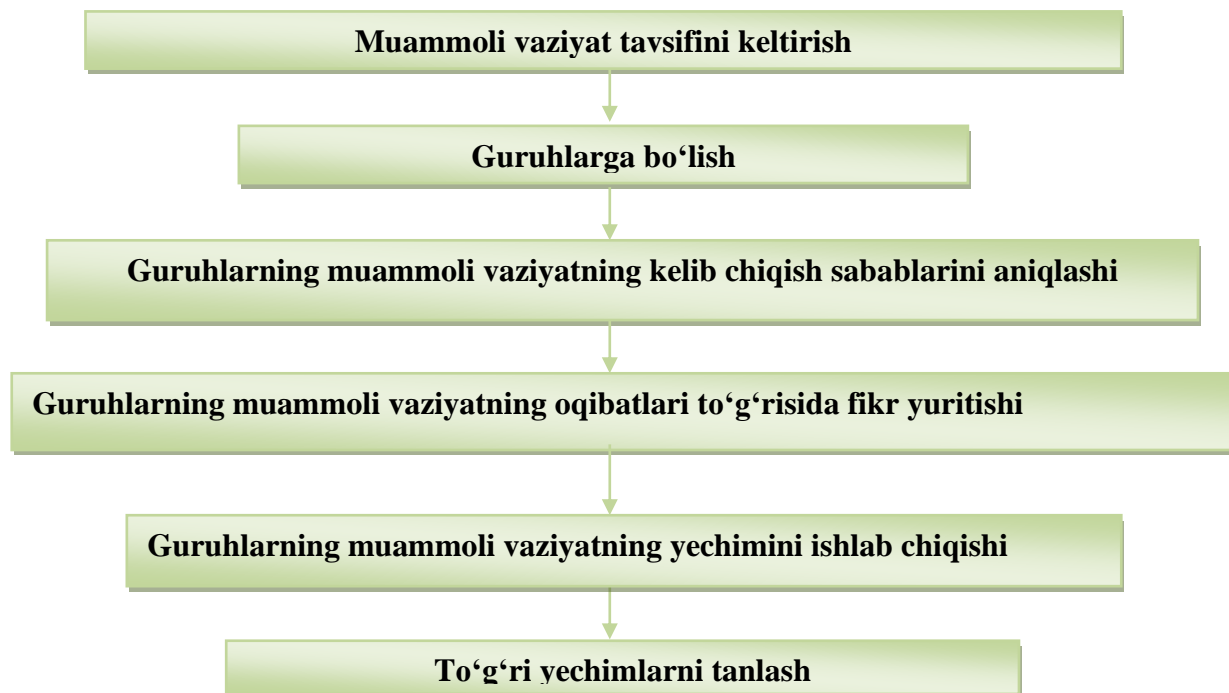 Muammoli vaziyat tavsifini keltirish
Guruhlarga bo‘lish
Guruhlarning muammoli vaziyatning kelib chiqish sabablarini aniqlashi
Guruhlarning muammoli vaziyatning oqibatlari to‘g‘risida fikr yuritishi
Guruhlarning muammoli vaziyatning yechimini ishlab chiqishi
To‘g‘ri yechimlarni tanlash